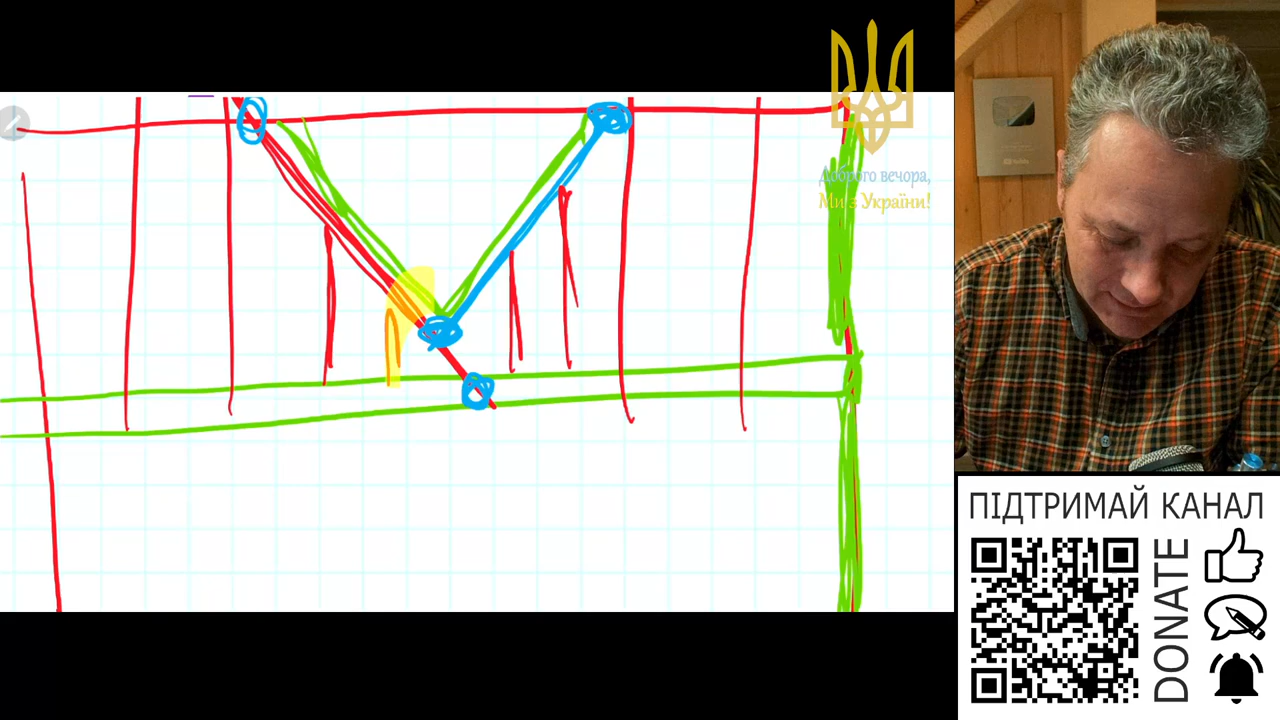 Доброго вечора,
Ми з України!
ПІДТРИМАЙ КАНАЛ
DONATE